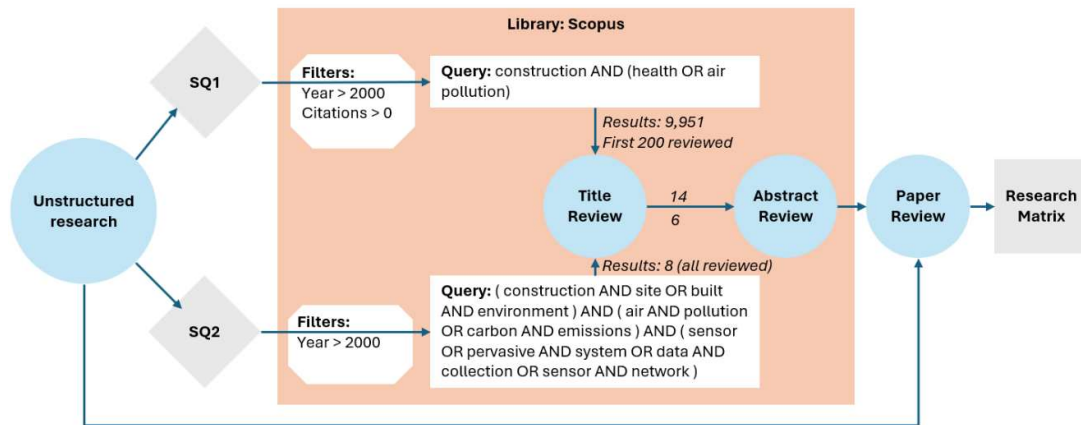 Library: Scopus
SQ1
Filters:
Year > 2000
Citations > 0
Query: construction AND (health OR air
pollution)
Results: 9,951
First 200 reviewed
Unstructured
research
Title
Review
14
6
Abstract
Review
Paper
Review
Research
Matrix
Results: 8 (all reviewed)
SQ2
Filters:
Year > 2000
Query: ( construction AND site OR built
AND environment ) AND ( air AND pollution
OR carbon AND emissions ) AND ( sensor
OR pervasive AND system OR data AND
collection OR sensor AND network )